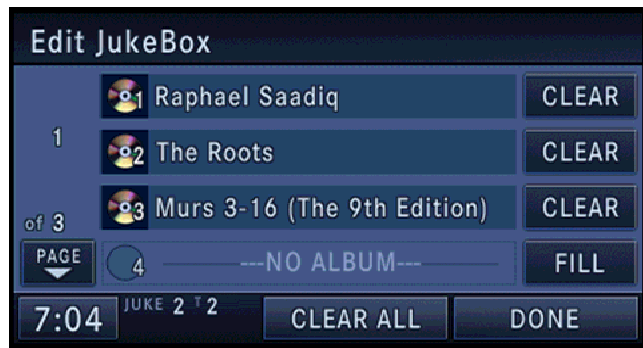 Edit JukeBox
1 Raphael Saadiq CLEAR
1
2 The Roots CLEAR
3 Murs 3-16 (The 9th Edition) CLEAR
of 3
PAGE
4 ---NO ALBUM--- FILL
7:04 JUKE 2 T 2 CLEAR ALL DONE